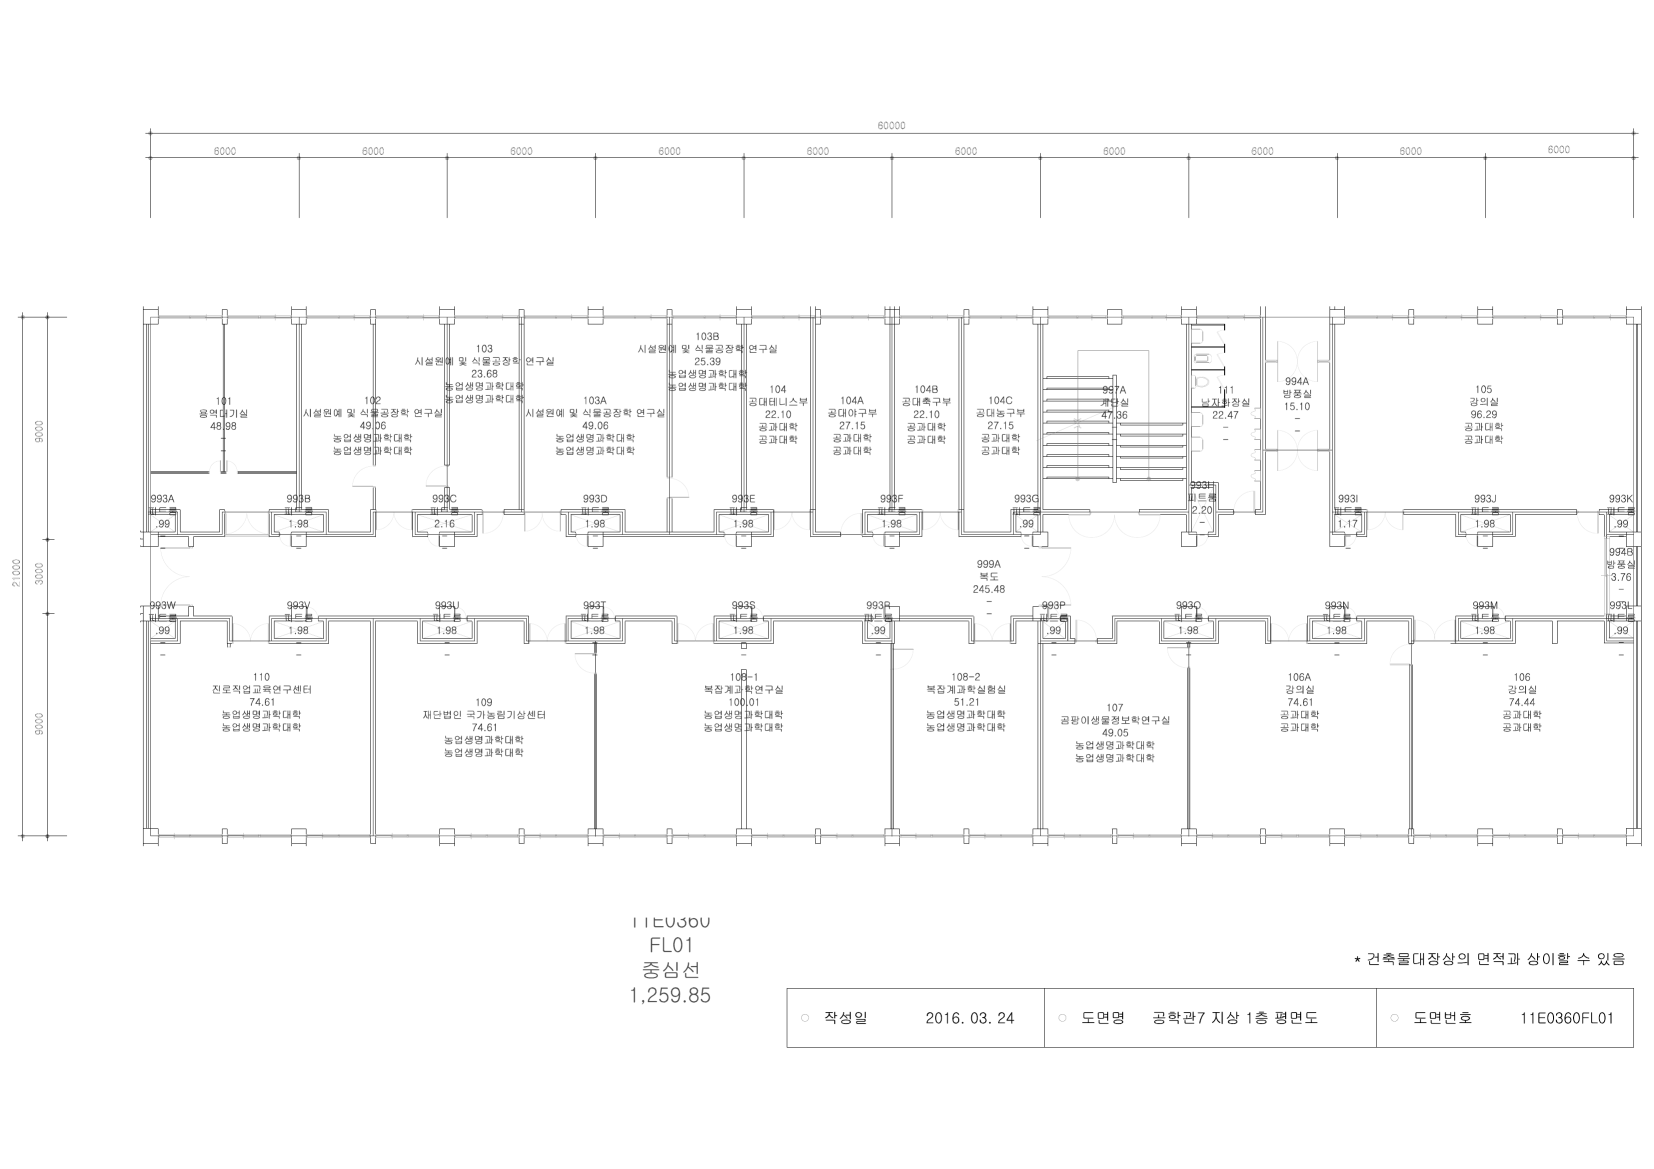 60000
6000 6000 6000 6000 6000 6000 6000 6000 6000 6000
21000
9000
3000
9000
101
용역대기실
48.98
102
시설원예 및 식물공장학 연구실
49.06
농업생명과학대학
농업생명과학대학
103
시설원예 및 식물공장학 연구실
23.68
농업생명과학대학
농업생명과학대학
103A
시설원예 및 식물공장학 연구실
49.06
농업생명과학대학
농업생명과학대학
103B
시설원예 및 식물공장학 연구실
25.39
농업생명과학대학
농업생명과학대학
104
공대테니스부
22.10
공과대학
공과대학
104A
공대야구부
27.15
공과대학
공과대학
104B
공대축구부
22.10
공과대학
공과대학
104C
공대농구부
27.15
공과대학
공과대학
997A
계단실
47.36
111
남자화장실
22.47
994A
방풍실
15.10
105
강의실
96.29
공과대학
공과대학
993A
피트룸
.99
993B
피트룸
1.98
993C
피트룸
2.16
993D
피트룸
1.98
993E
피트룸
1.98
993F
피트룸
1.98
993G
피트룸
.99
993H
피트룸
2.20
993I
피트룸
1.17
993J
피트룸
1.98
993K
피트룸
.99
999A
복도
245.48
994B
방풍실
3.76
993W
피트룸
.99
993V
피트룸
1.98
993U
피트룸
1.98
993T
피트룸
1.98
993S
피트룸
1.98
993R
피트룸
.99
993P
피트룸
.99
993O
피트룸
1.98
993N
피트룸
1.98
993M
피트룸
1.98
993L
피트룸
.99
110
진로직업교육연구센터
74.61
농업생명과학대학
농업생명과학대학
109
재단법인 국가농림기상센터
74.61
농업생명과학대학
농업생명과학대학
108-1
복잡계과학연구실
100.01
농업생명과학대학
농업생명과학대학
108-2
복잡계과학실험실
51.21
농업생명과학대학
농업생명과학대학
107
곰팡이생물정보학연구실
49.05
농업생명과학대학
농업생명과학대학
106A
강의실
74.61
공과대학
공과대학
106
강의실
74.44
공과대학
공과대학
11E0360
FL01
중심선
1,259.85
* 건축물대장상의 면적과 상이할 수 있음
○ 작성일 2016. 03. 24 ○ 도면명 공학관7 지상 1층 평면도 ○ 도면번호 11E0360FL01